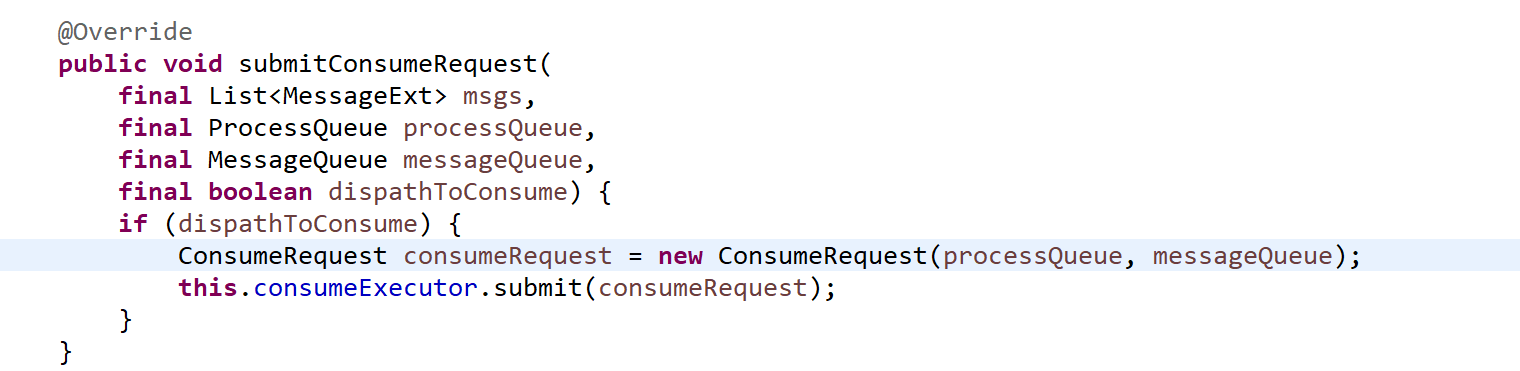 @Override
public void submitConsumeRequest(
    final List<MessageExt> msgs,
    final ProcessQueue processQueue,
    final MessageQueue messageQueue,
    final boolean dispathToConsume) {
    if (dispathToConsume) {
        ConsumeRequest consumeRequest = new ConsumeRequest(processQueue, messageQueue);
        this.consumeExecutor.submit(consumeRequest);
    }
}